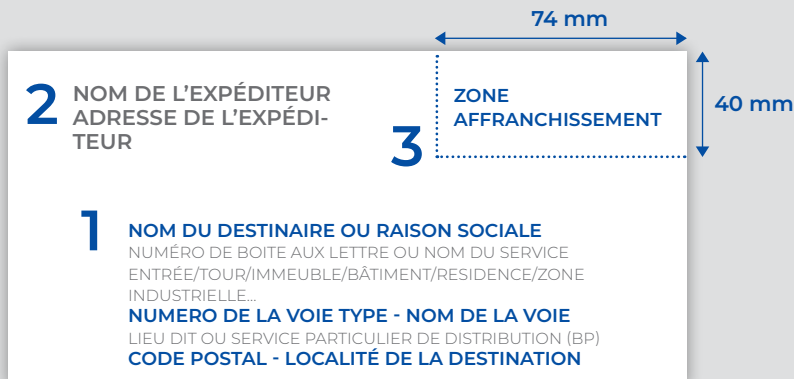 74 mm
2
NOM DE L'EXPÉDITEUR
ADRESSE DE L'EXPÉDI-
TEUR
3
ZONE
AFFRANCHISSEMENT
40 mm
1
NOM DU DESTINAIRE OU RAISON SOCIALE
NUMÉRO DE BOITE AUX LETTRE OU NOM DU SERVICE
ENTRÉE/TOUR/IMMEUBLE/BÂTIMENT/RESIDENCE/ZONE
INDUSTRIELLE...
NUMERO DE LA VOIE TYPE - NOM DE LA VOIE
LIEU DIT OU SERVICE PARTICULIER DE DISTRIBUTION (BP)
CODE POSTAL - LOCALITÉ DE LA DESTINATION